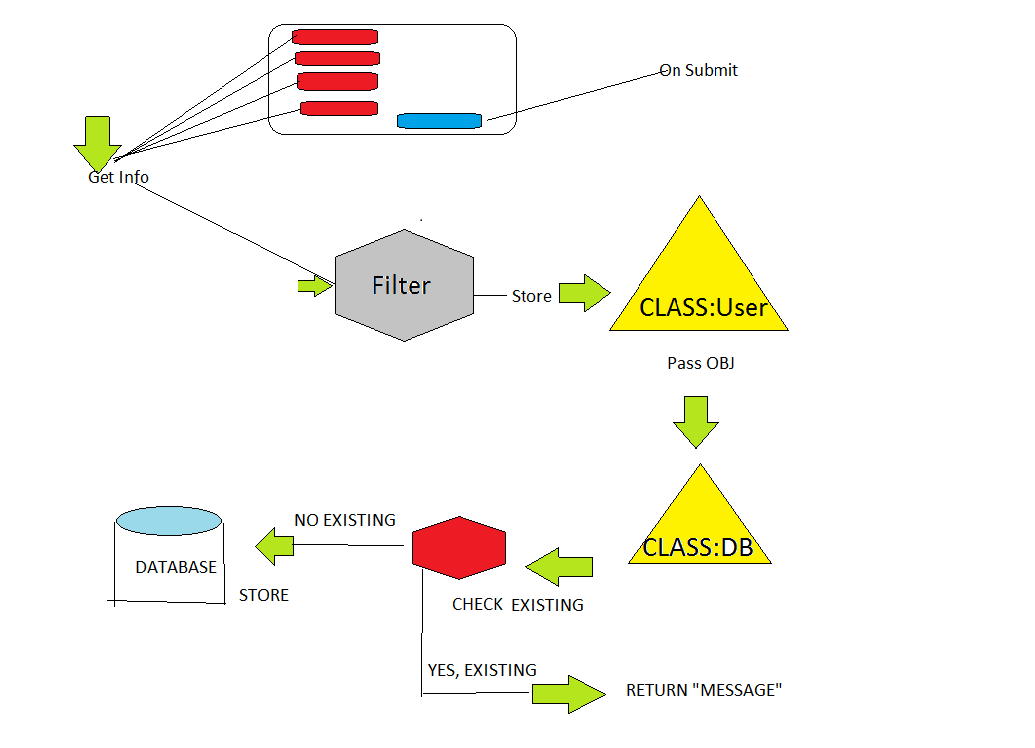 On Submit
Get Info
Filter
Store
CLASS:User
Pass OBJ
CLASS:DB
NO EXISTING
DATABASE
STORE
CHECK EXISTING
YES, EXISTING
RETURN "MESSAGE"